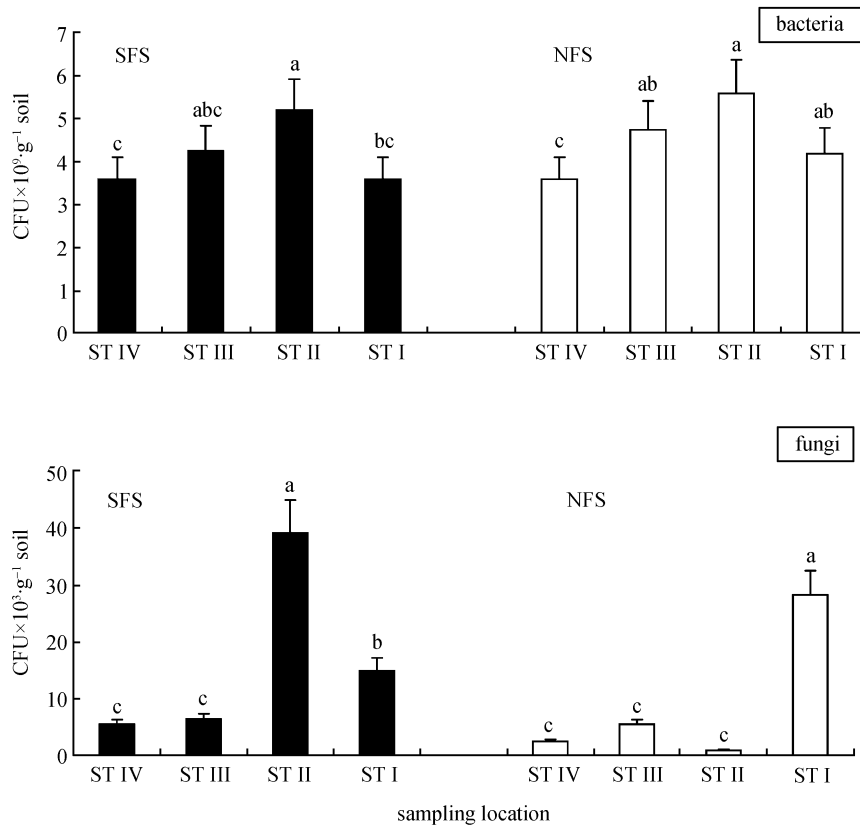 bacteria
SFS
NFS
CFU×10⁹·g⁻¹ soil
7
6
5
4
3
2
1
0
c
abc
a
bc
c
ab
a
ab
ST IV
ST III
ST II
ST I
ST IV
ST III
ST II
ST I
fungi
SFS
NFS
CFU×10³·g⁻¹ soil
50
40
30
20
10
0
c
c
a
b
c
c
c
a
ST IV
ST III
ST II
ST I
ST IV
ST III
ST II
ST I
sampling location